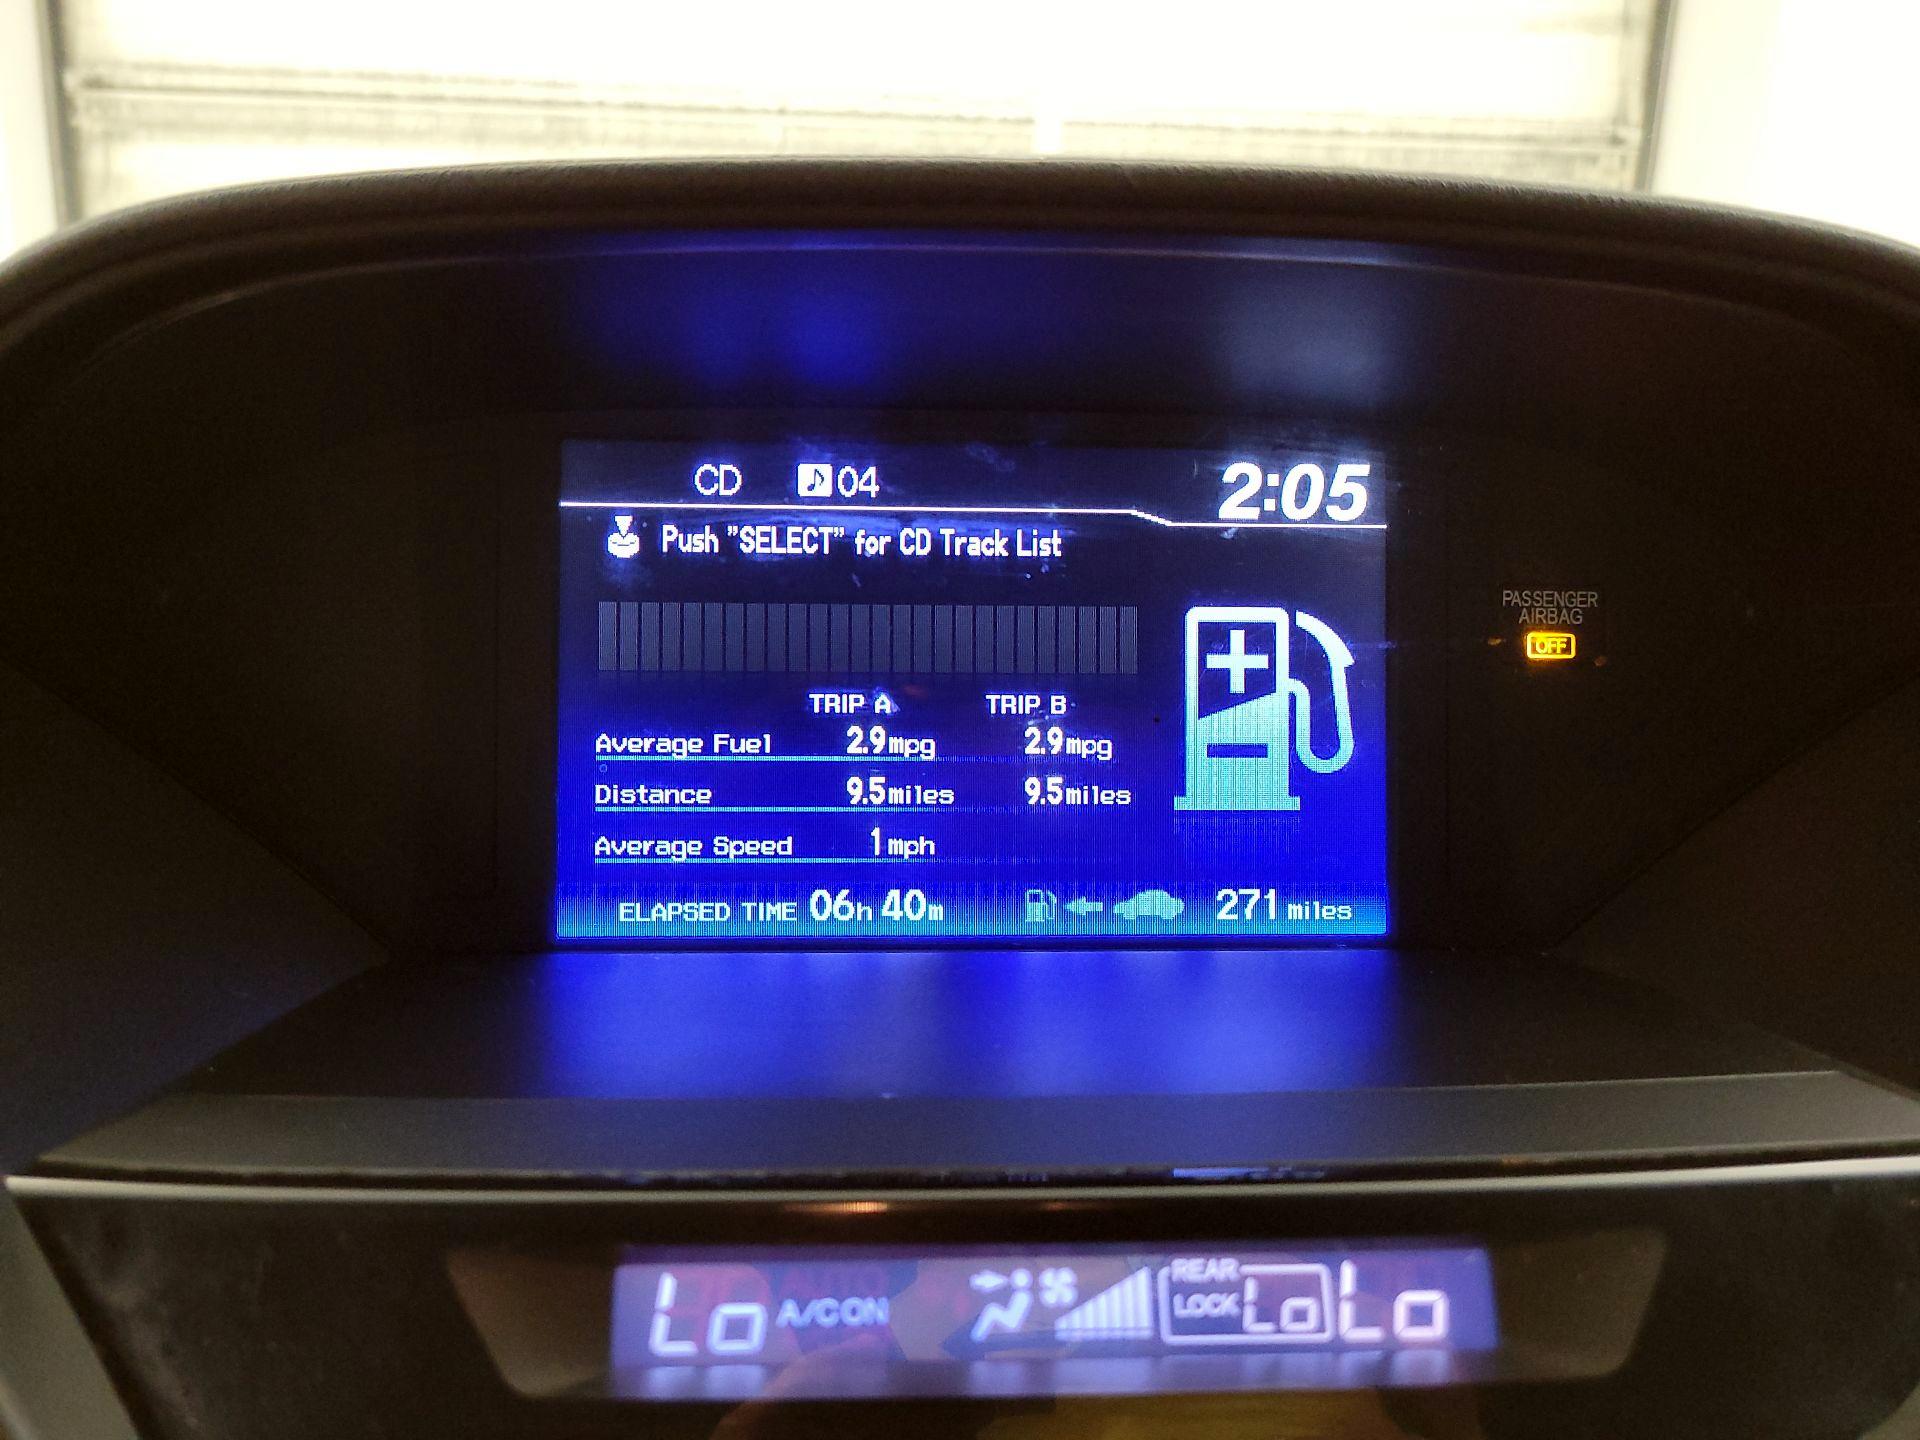 CD 04 2:05
Push "SELECT" for CD Track List
PASSENGER
AIRBAG
OFF
TRIP A TRIP B
Average Fuel 2.9mpg 2.9mpg
Distance 9.5miles 9.5miles
Average Speed 1mph
ELAPSED TIME 06h 40m 271 miles
Lo A/CON REAR LOCK Lo Lo